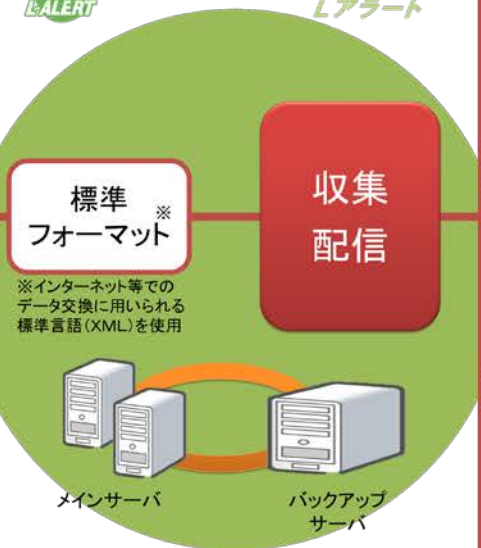 L-ALERT
Lアラート
標準※
フォーマット
収集
配信
※インターネット等での
データ交換に用いられる
標準言語(XML)を使用
メインサーバ
バックアップ
サーバ